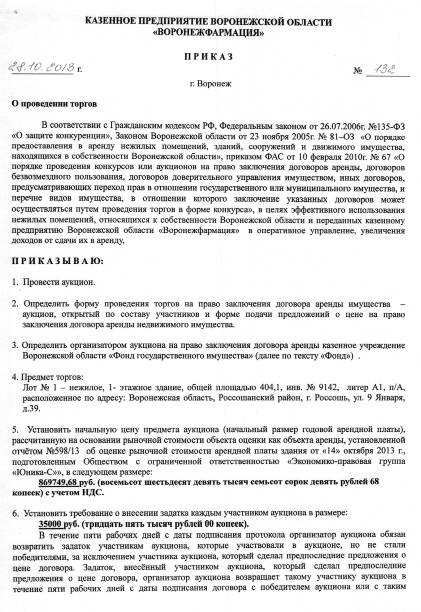 КАЗЕННОЕ ПРЕДПРИЯТИЕ ВОРОНЕЖСКОЙ ОБЛАСТИ
«ВОРОНЕЖФАРМАЦИЯ»
П Р И К А З
28.10.2013 г. № 132
г. Воронеж
О проведении торгов
В соответствии с Гражданским кодексом РФ, Федеральным законом от 26.07.2006г. №135-ФЗ
«О защите конкуренции», Законом Воронежской области от 23 ноября 2005г. № 81–ОЗ «О порядке
предоставления в аренду нежилых помещений, зданий, сооружений и движимого имущества,
находящихся в собственности Воронежской области», приказом ФАС от 10 февраля 2010г. № 67 «О
порядке проведения конкурсов или аукционов на право заключения договоров аренды, договоров
безвозмездного пользования, договоров доверительного управления имуществом, иных договоров,
предусматривающих переход прав в отношении государственного или муниципального имущества, и
перечне видов имущества, в отношении которого заключение указанных договоров может
осуществляться путем проведения торгов в форме конкурса», в целях эффективного использования
нежилых помещений, относящихся к собственности Воронежской области и переданных казенному
предприятию Воронежской области «Воронежфармация» в оперативное управление, увеличения
доходов от сдачи их в аренду,
П Р И К А З Ы В А Ю:
1. Провести аукцион.
2. Определить форму проведения торгов на право заключения договора аренды имущества –
аукцион, открытый по составу участников и форме подачи предложений о цене на право
заключения договора аренды недвижимого имущества.
3. Определить организатором аукциона на право заключения договора аренды казенное учреждение
Воронежской области «Фонд государственного имущества» (далее по тексту «Фонд») .
4. Предмет торгов:
Лот № 1 – нежилое, 1- этажное здание, общей площадью 404,1, инв. № 9142, литер А1, п/А,
расположенное по адресу: Воронежская область, Россошанский район, г. Россошь, ул. 9 Января,
д.39.
5. Установить начальную цену предмета аукциона (начальный размер годовой арендной платы),
рассчитанную на основании рыночной стоимости объекта оценки как объекта аренды, установленной
отчётом №598/13 об оценке рыночной стоимости арендной платы здания от «14» октября 2013 г.,
подготовленным Обществом с ограниченной ответственностью «Экономико-правовая группа
«Юника-С»», в следующем размере:
869749,68 руб. (восемьсот шестьдесят девять тысяч семьсот сорок девять рублей 68
копеек) с учетом НДС.
6. Установить требование о внесении задатка каждым участником аукциона в размере:
35000 руб. (тридцать пять тысяч рублей 00 копеек).
В течение пяти рабочих дней с даты подписания протокола организатор аукциона обязан
возвратить задаток участникам аукциона, которые участвовали в аукционе, но не стали
победителями, за исключением участника аукциона, который сделал предпоследние предложения о
цене договора. Задаток, внесённый участником аукциона, который сделал предпоследние
предложения о цене договора, организатор аукциона возвращает такому участнику аукциона в
течение пяти рабочих дней с даты подписания договора с победителем аукциона или с таким